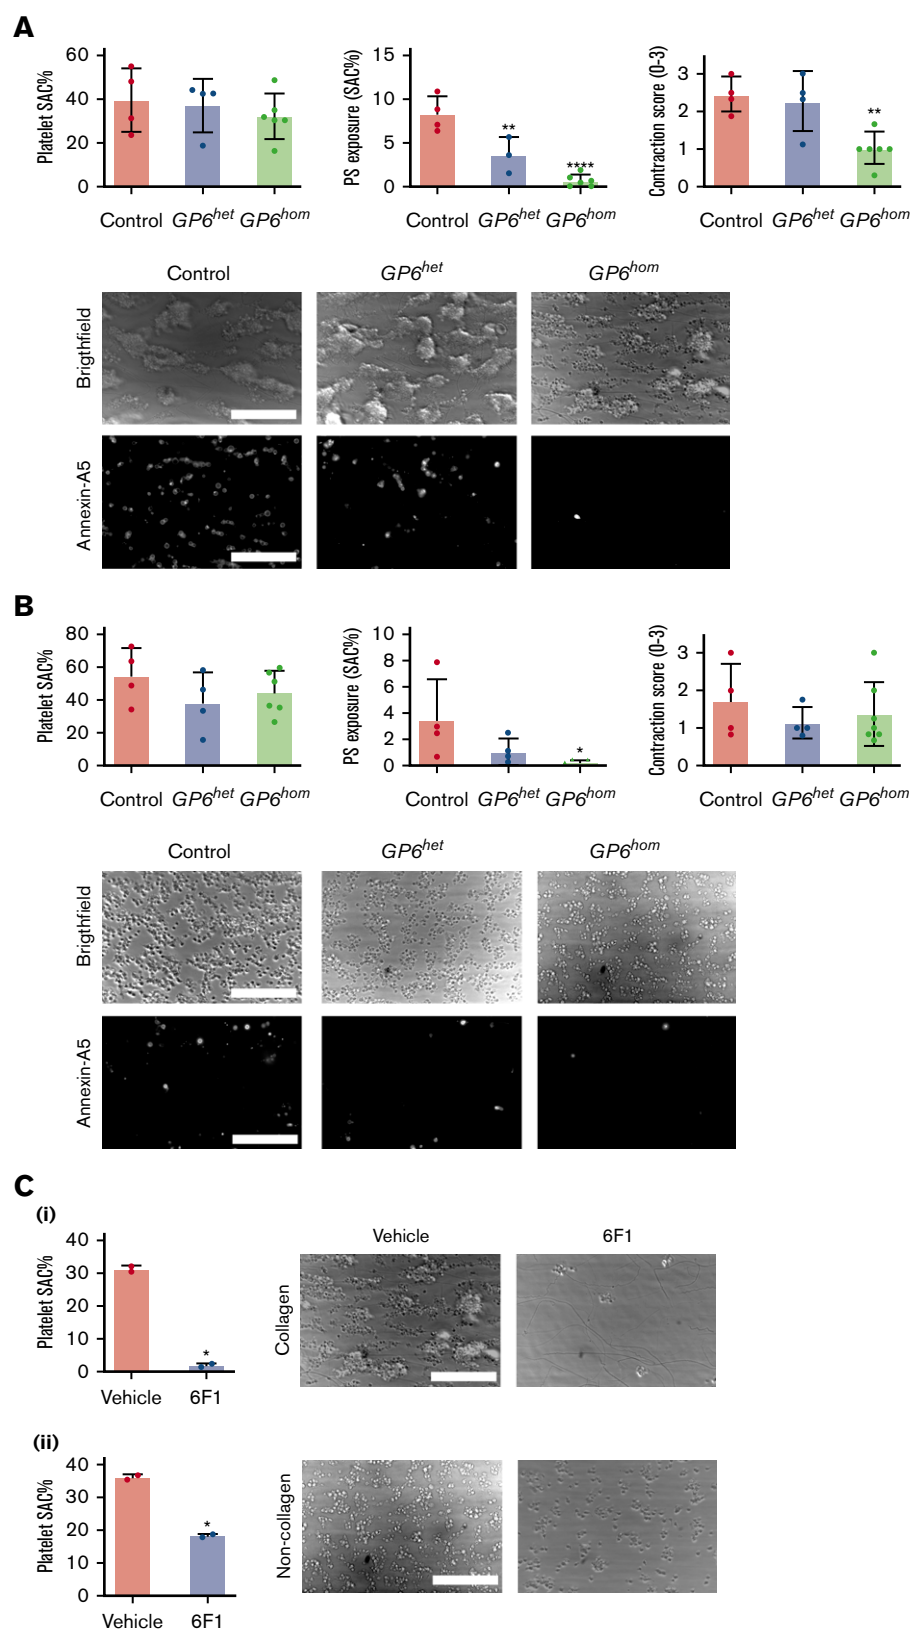 A
Platelet SAC%
60
40
20
0
Control GP6het GP6hom
PS exposure (SAC%)
15
10
5
0
**
****
Control GP6het GP6hom
Contraction score (0-3)
3
2
1
0
**
Control GP6het GP6hom
Control
GP6het
GP6hom
Brigthfield
Annexin-A5
B
Platelet SAC%
80
60
40
20
0
Control GP6het GP6hom
PS exposure (SAC%)
10
8
6
4
2
0
*
Control GP6het GP6hom
Contraction score (0-3)
3
2
1
0
Control GP6het GP6hom
Control
GP6het
GP6hom
Brigthfield
Annexin-A5
C
(i)
Platelet SAC%
40
30
20
10
0
*
Vehicle 6F1
Vehicle
6F1
Collagen
(ii)
Platelet SAC%
40
30
20
10
0
*
Vehicle 6F1
Non-collagen